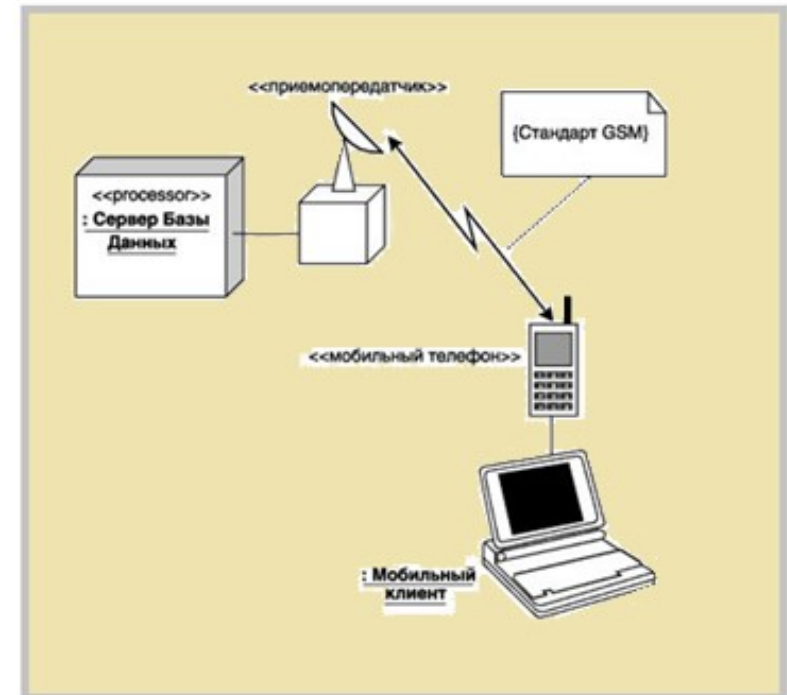 <<приемопередатчик>>
{Стандарт GSM}
<<processor>>
: Сервер Базы
Данных
<<мобильный телефон>>
: Мобильный
клиент